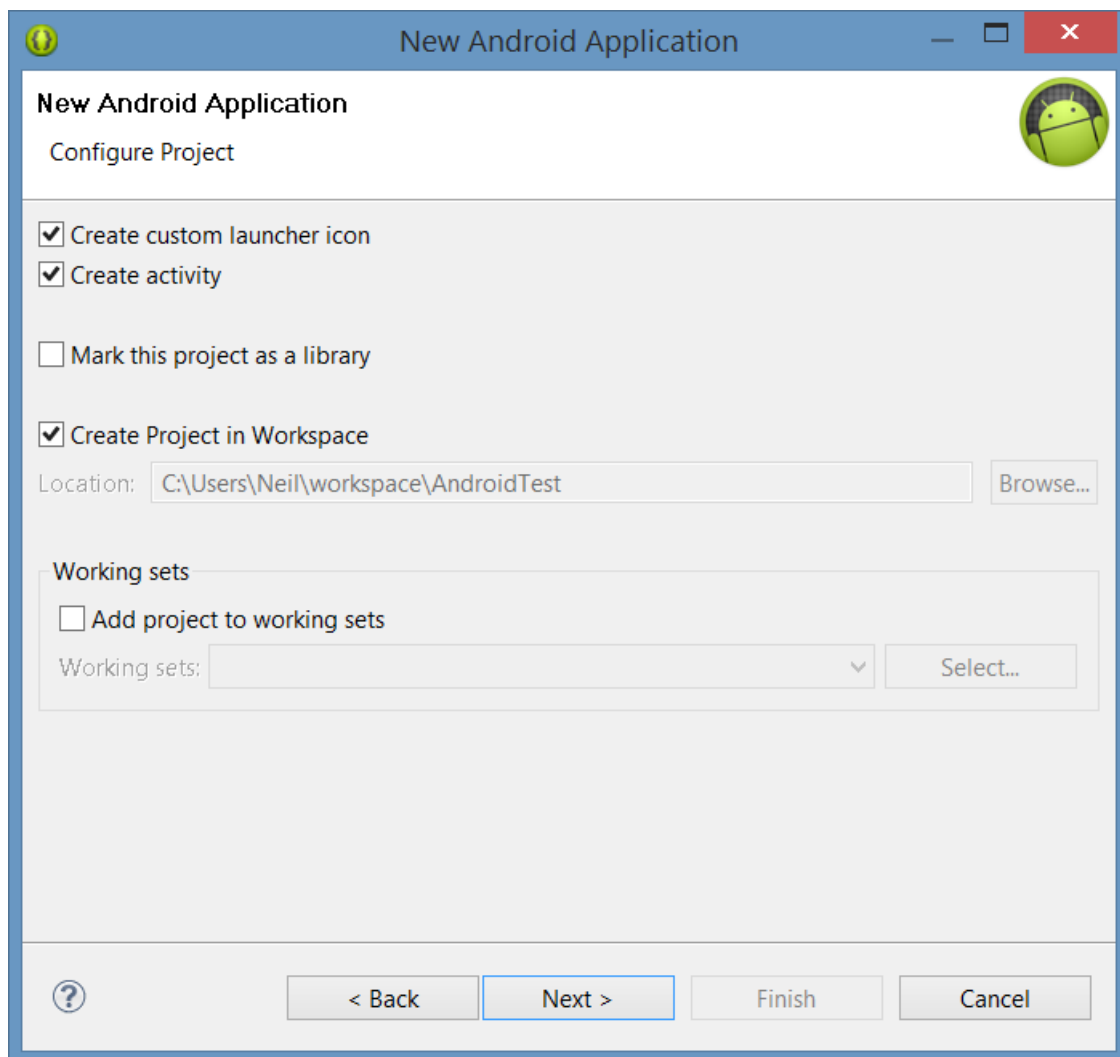 New Android Application
New Android Application
Configure Project
Create custom launcher icon
Create activity
Mark this project as a library
Create Project in Workspace
Location: C:\Users\Neil\workspace\AndroidTest Browse...
Working sets
Add project to working sets
Working sets: Select...
? < Back Next > Finish Cancel